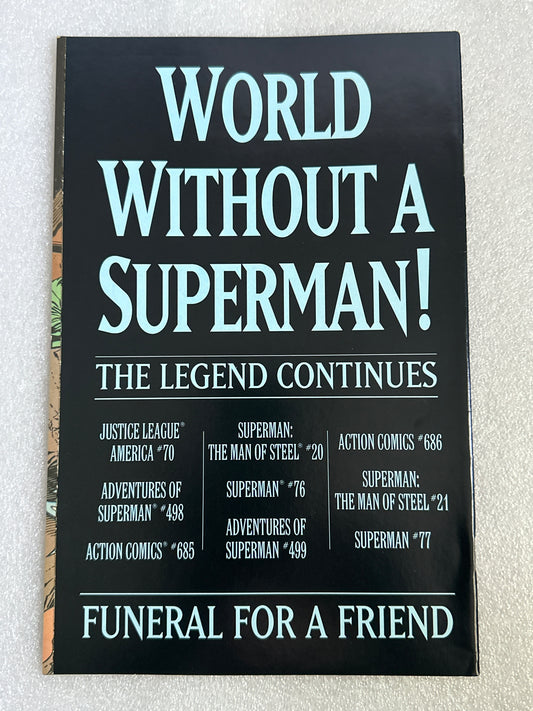 WORLD
WITHOUT A
SUPERMAN!
THE LEGEND CONTINUES
JUSTICE LEAGUE®
AMERICA #70
ADVENTURES OF
SUPERMAN® #498
ACTION COMICS® #685
SUPERMAN:
THE MAN OF STEEL® #20
SUPERMAN® #76
ADVENTURES OF
SUPERMAN #499
ACTION COMICS #686
SUPERMAN:
THE MAN OF STEEL #21
SUPERMAN #77
FUNERAL FOR A FRIEND